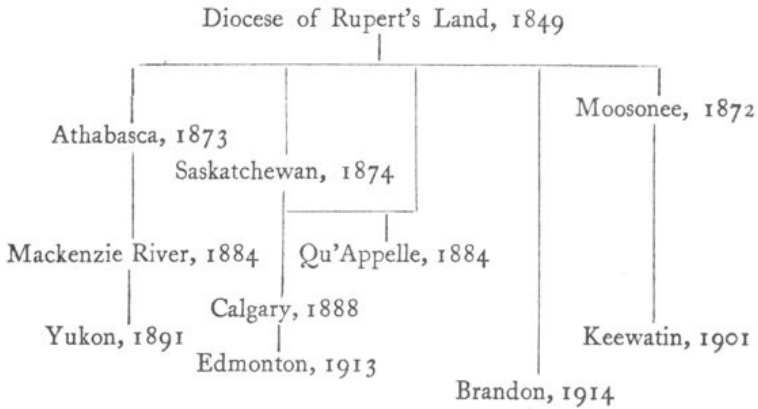 Diocese of Rupert's Land, 1849
Moosonee, 1872
Athabasca, 1873
Saskatchewan, 1874
Mackenzie River, 1884
Qu'Appelle, 1884
Calgary, 1888
Yukon, 1891
Keewatin, 1901
Edmonton, 1913
Brandon, 1914